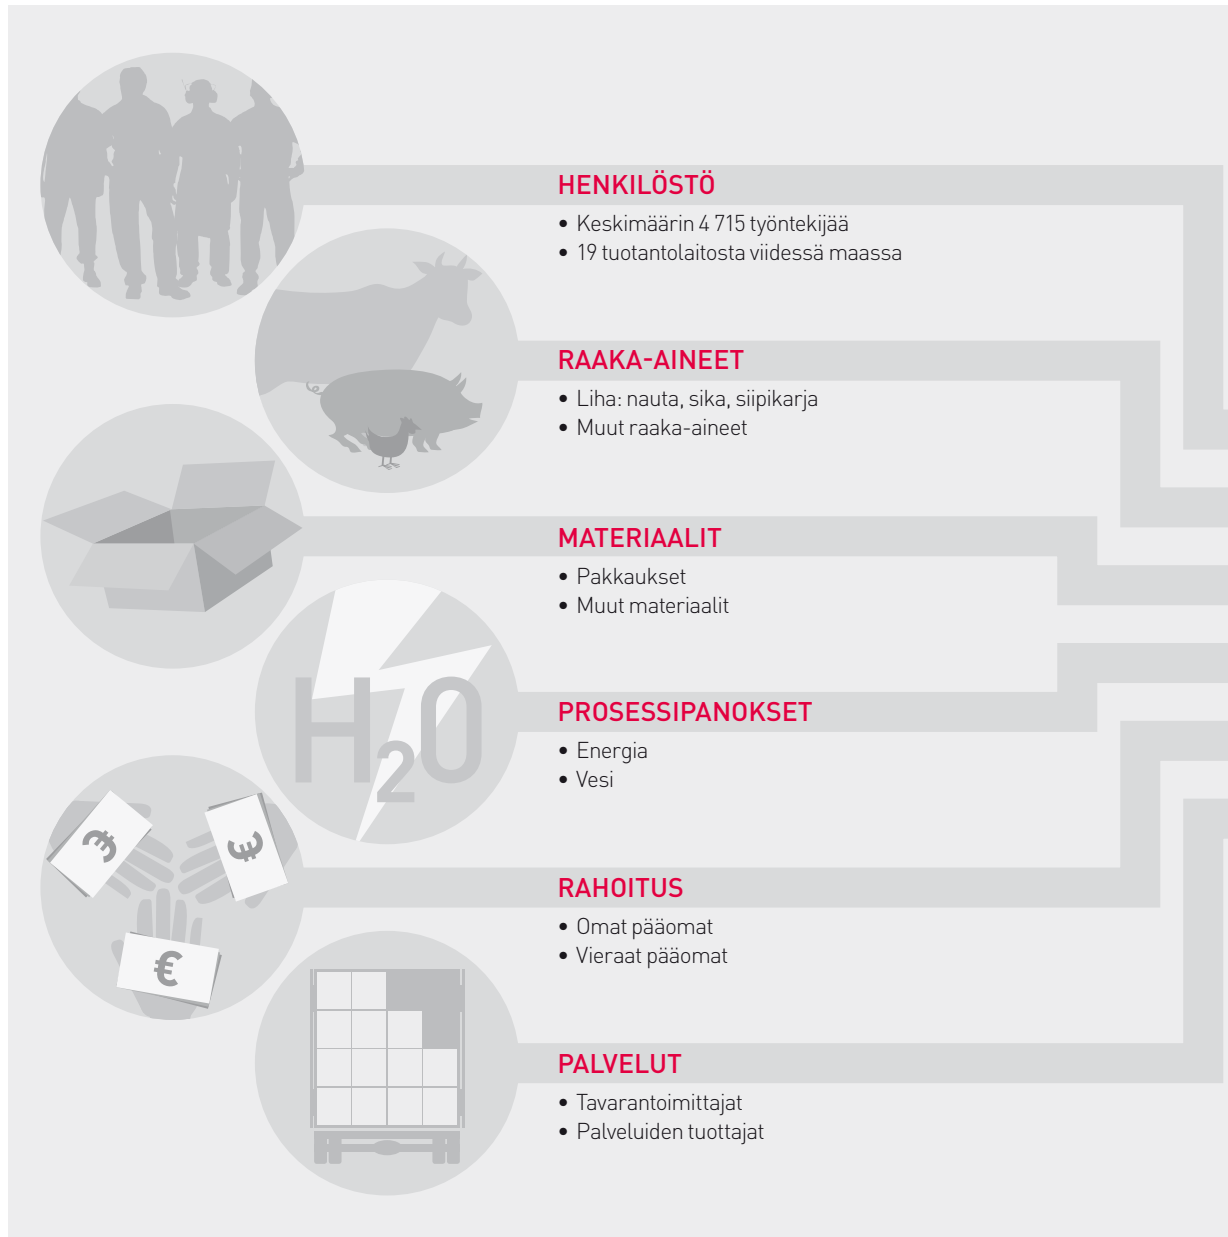 HENKILÖSTÖ
• Keskimäärin 4 715 työntekijää
• 19 tuotantolaitosta viidessä maassa
RAAKA-AINEET
• Liha: nauta, sika, siipikarja
• Muut raaka-aineet
MATERIAALIT
• Pakkaukset
• Muut materiaalit
H₂O
PROSESSIPANOKSET
• Energia
• Vesi
€
€
€
RAHOITUS
• Omat pääomat
• Vieraat pääomat
PALVELUT
• Tavarantoimittajat
• Palveluiden tuottajat